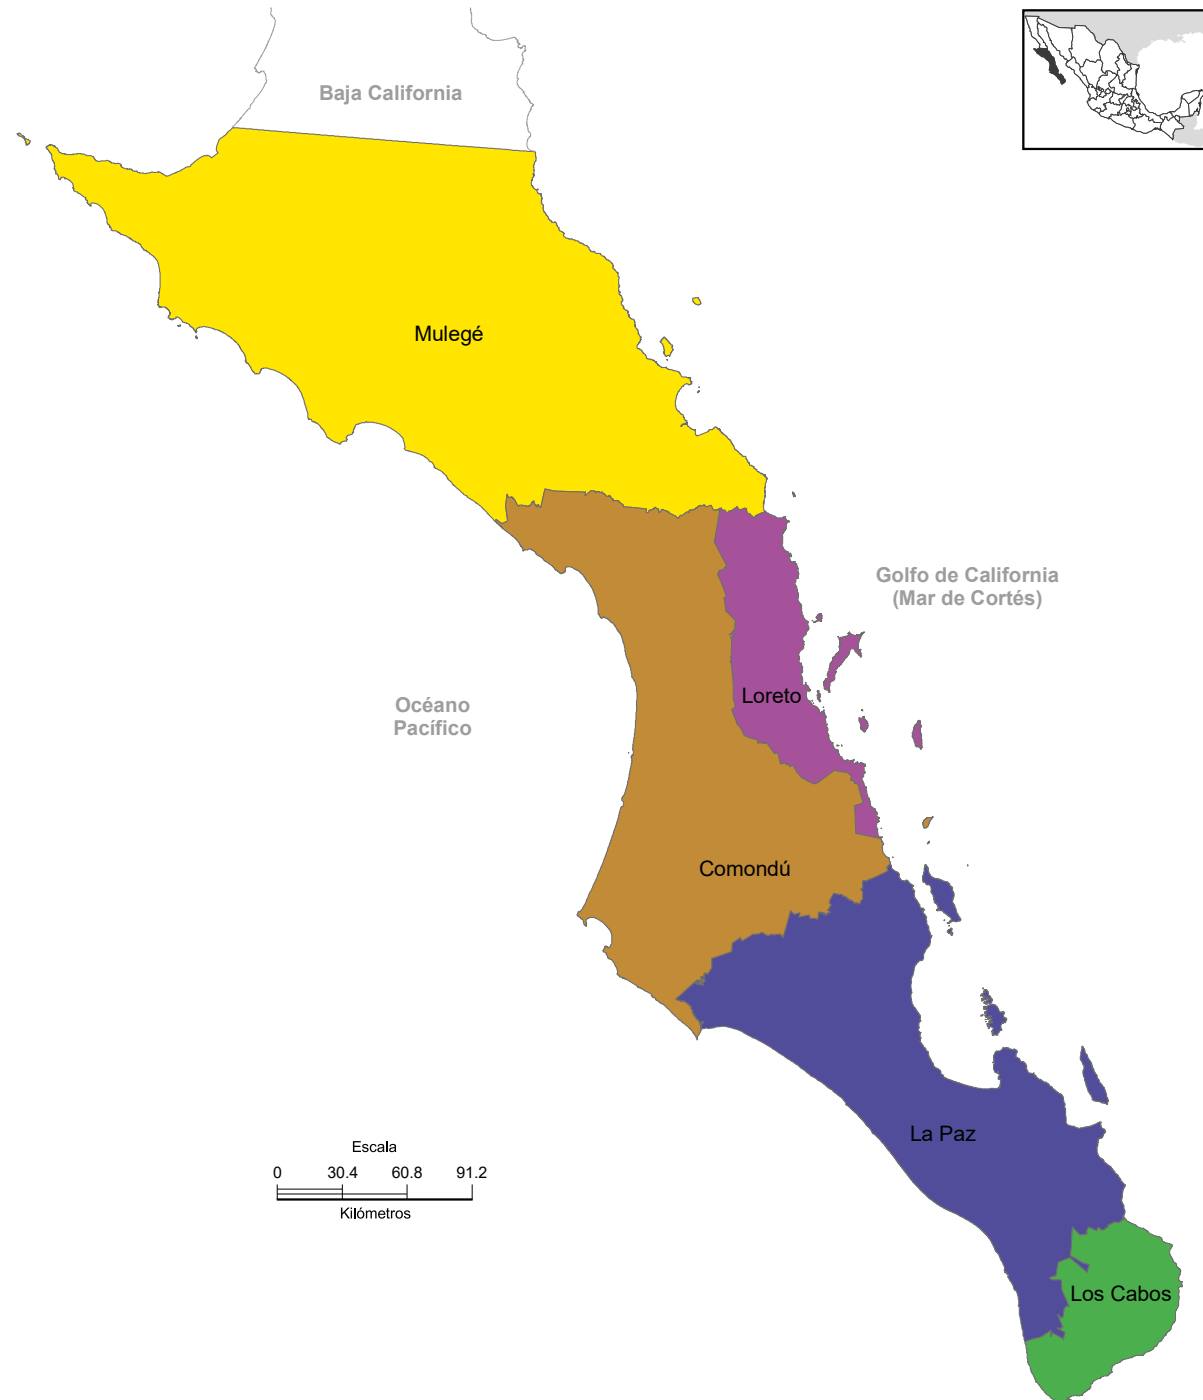 Baja California
Mulegé
Golfo de California
(Mar de Cortés)
Loreto
Océano
Pacífico
Comondú
La Paz
Escala
0 30.4 60.8 91.2
Kilómetros
Los Cabos